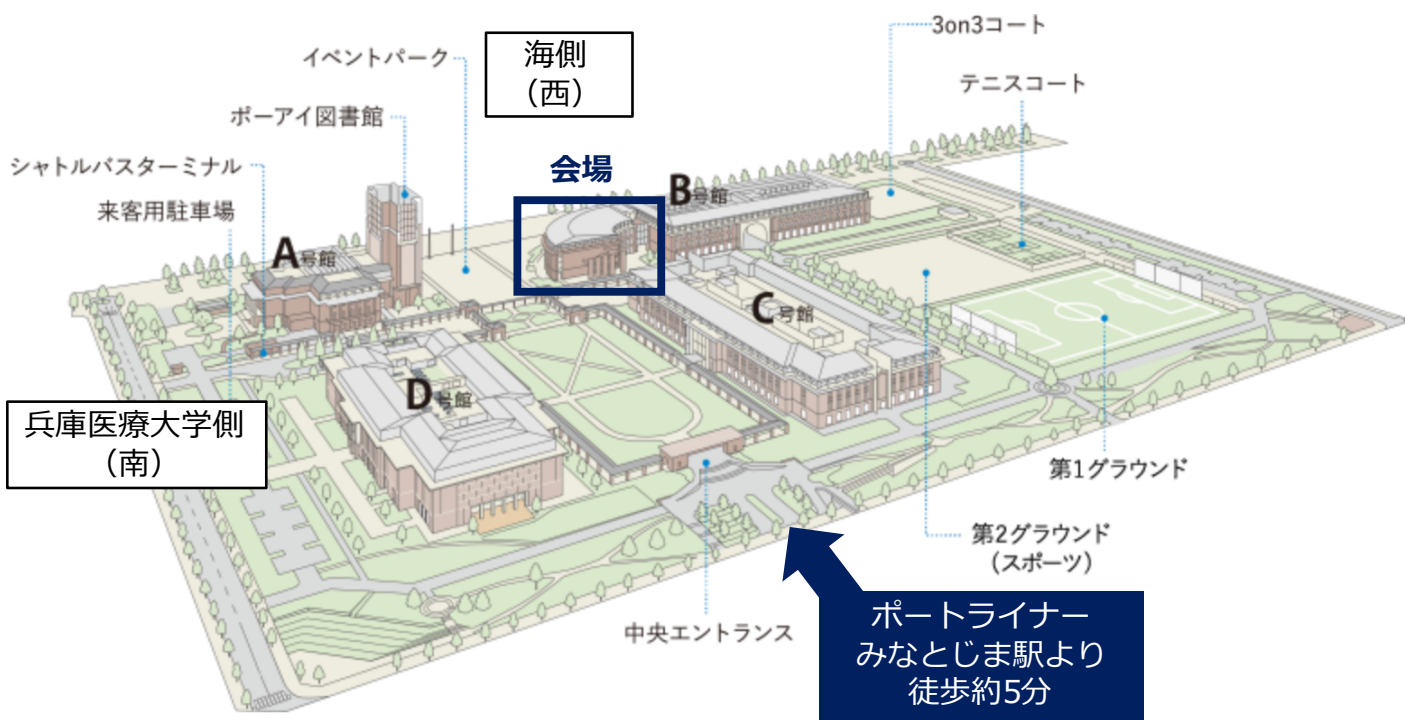 3on3コート
海側
（西）
イベントパーク
テニスコート
ポーアイ図書館
シャトルバスターミナル
会場
B号館
来客用駐車場
A号館
C号館
D号館
兵庫医療大学側
（南）
第1グラウンド
第2グラウンド
（スポーツ）
中央エントランス
ポートライナー
みなとじま駅より
徒歩約5分